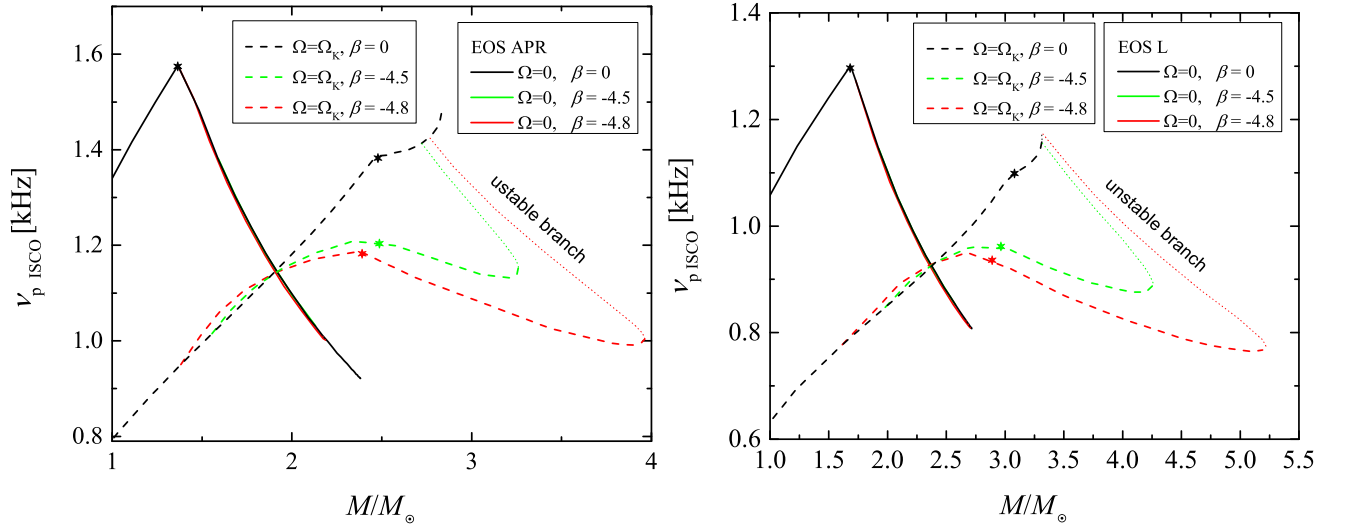 Ω=Ω_K, β = 0
Ω=Ω_K, β = -4.5
Ω=Ω_K, β = -4.8
EOS APR
Ω=0, β = 0
Ω=0, β = -4.5
Ω=0, β = -4.8
ustable branch
1.6
1.4
1.2
1.0
0.8
ν_p ISCO [kHz]
1 2 3 4
M/M_☉
Ω=Ω_K, β = 0
Ω=Ω_K, β = -4.5
Ω=Ω_K, β = -4.8
EOS L
Ω=0, β = 0
Ω=0, β = -4.5
Ω=0, β = -4.8
unstable branch
1.4
1.2
1.0
0.8
0.6
ν_p ISCO [kHz]
1.0 1.5 2.0 2.5 3.0 3.5 4.0 4.5 5.0 5.5
M/M_☉